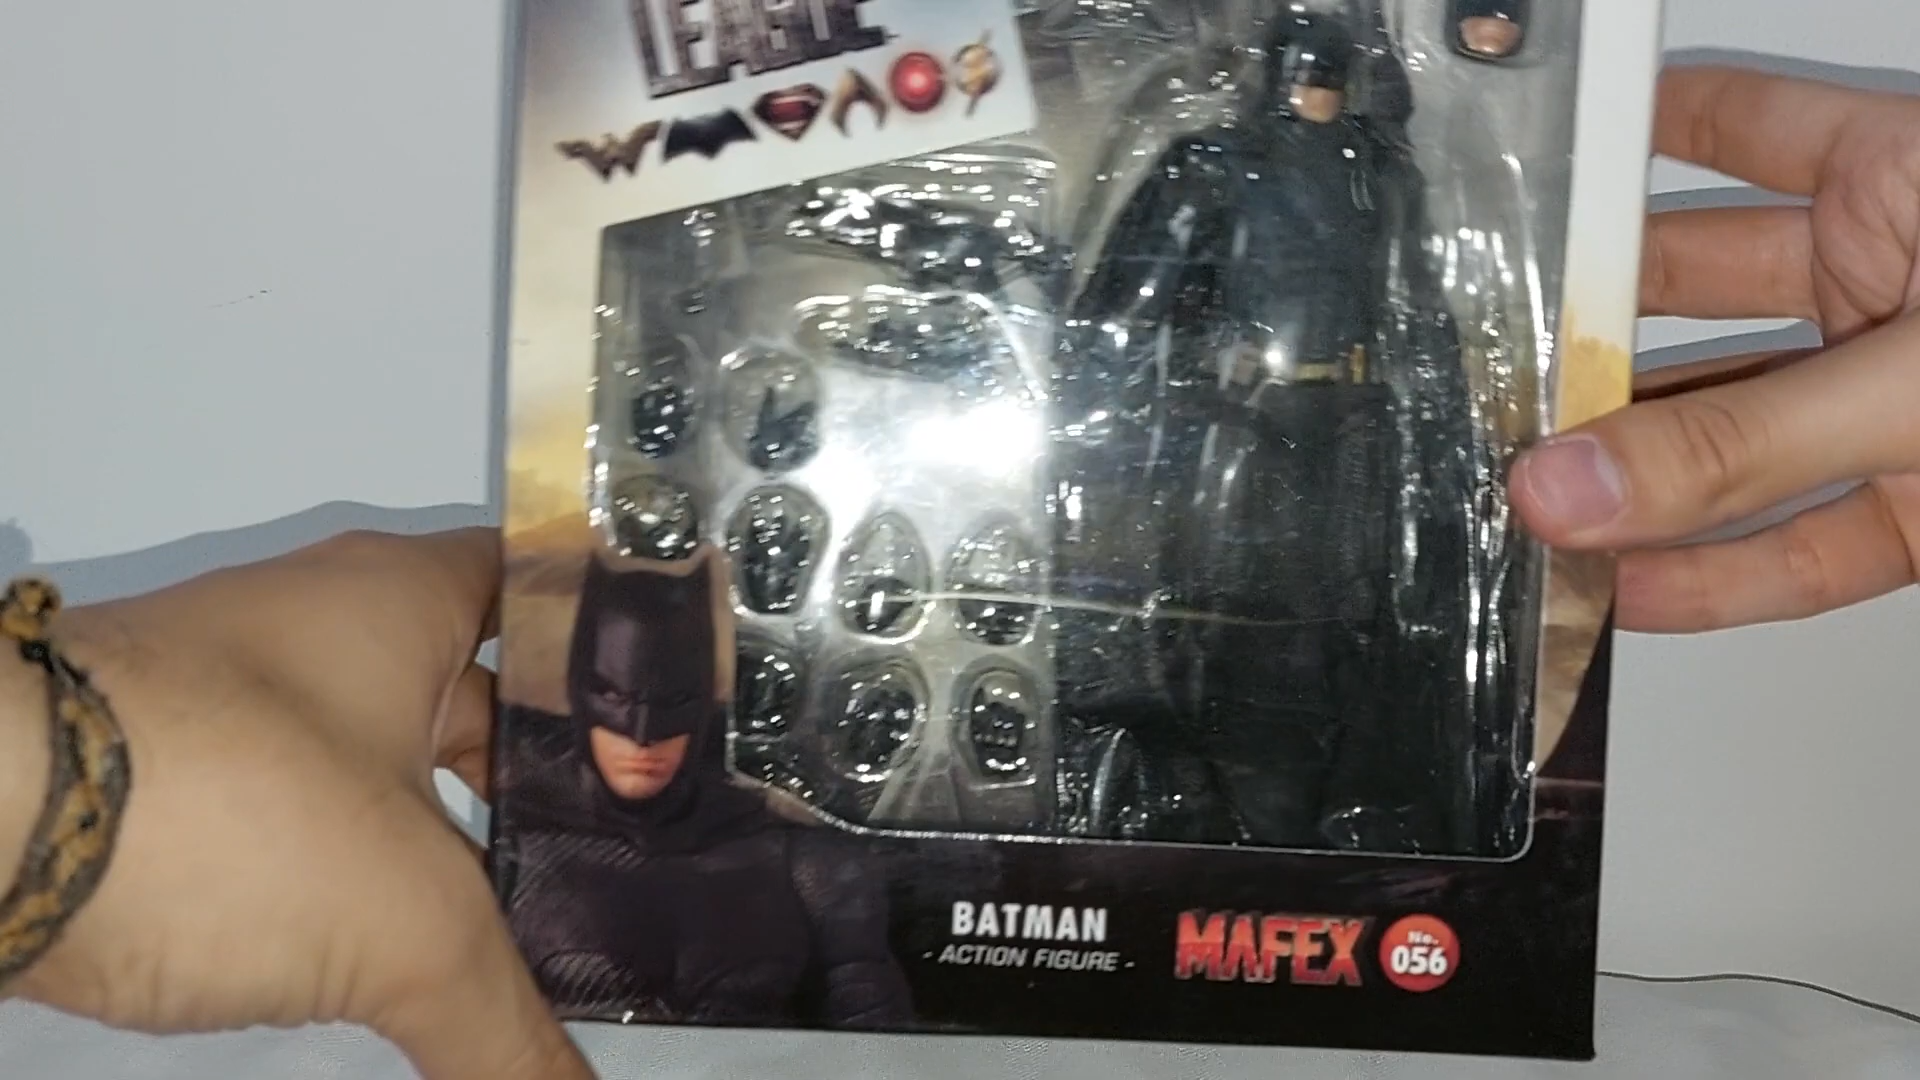 LEAGUE
BATMAN
- ACTION FIGURE -
MAFEX
No.
056